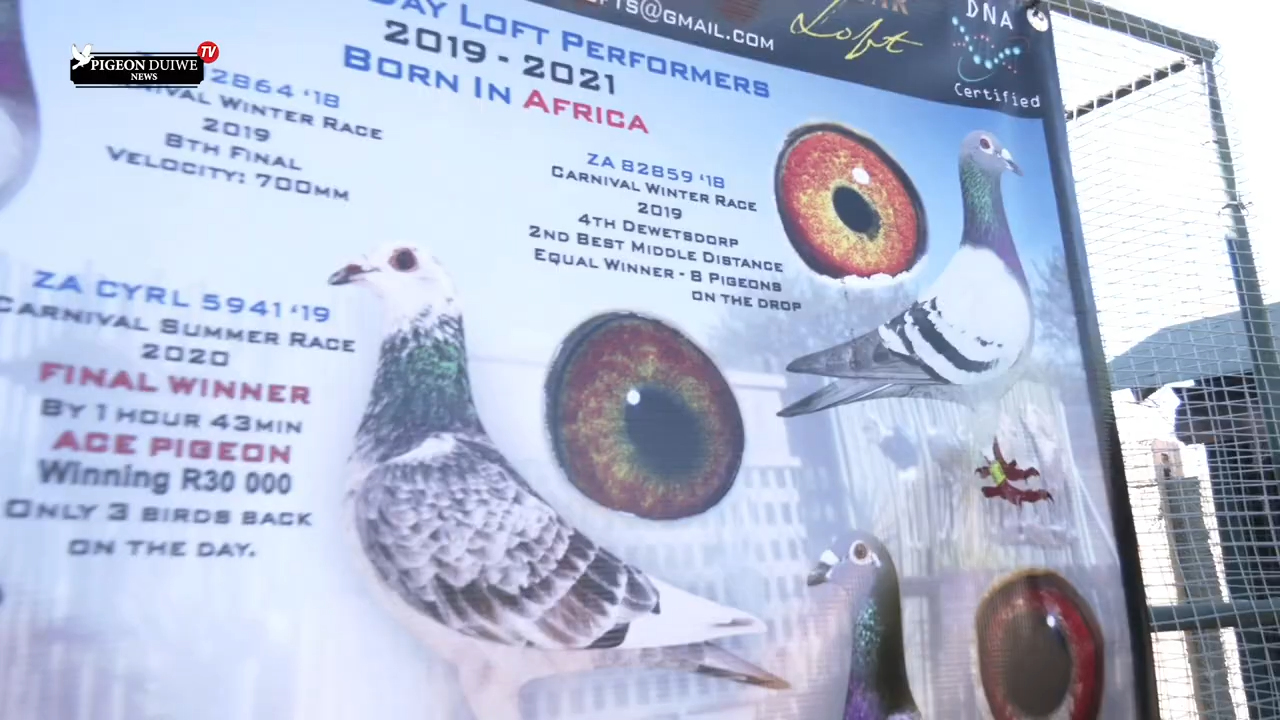 PIGEON DUIWE
NEWS
TV
@GMAIL.COM
Loft
DNA
Certified
LOFT PERFORMERS
2019 - 2021
BORN IN AFRICA
2864 '18
WINTER RACE
2019
8TH FINAL
VELOCITY: 700MM
ZA 82859 '18
CARNIVAL WINTER RACE
2019
4TH DEWETSDORP
2ND BEST MIDDLE DISTANCE
EQUAL WINNER - 8 PIGEONS
ON THE DROP
ZA CYRL 5941 '19
CARNIVAL SUMMER RACE
2020
FINAL WINNER
BY 1 HOUR 43MIN
ACE PIGEON
Winning R30 000
ONLY 3 BIRDS BACK
ON THE DAY.